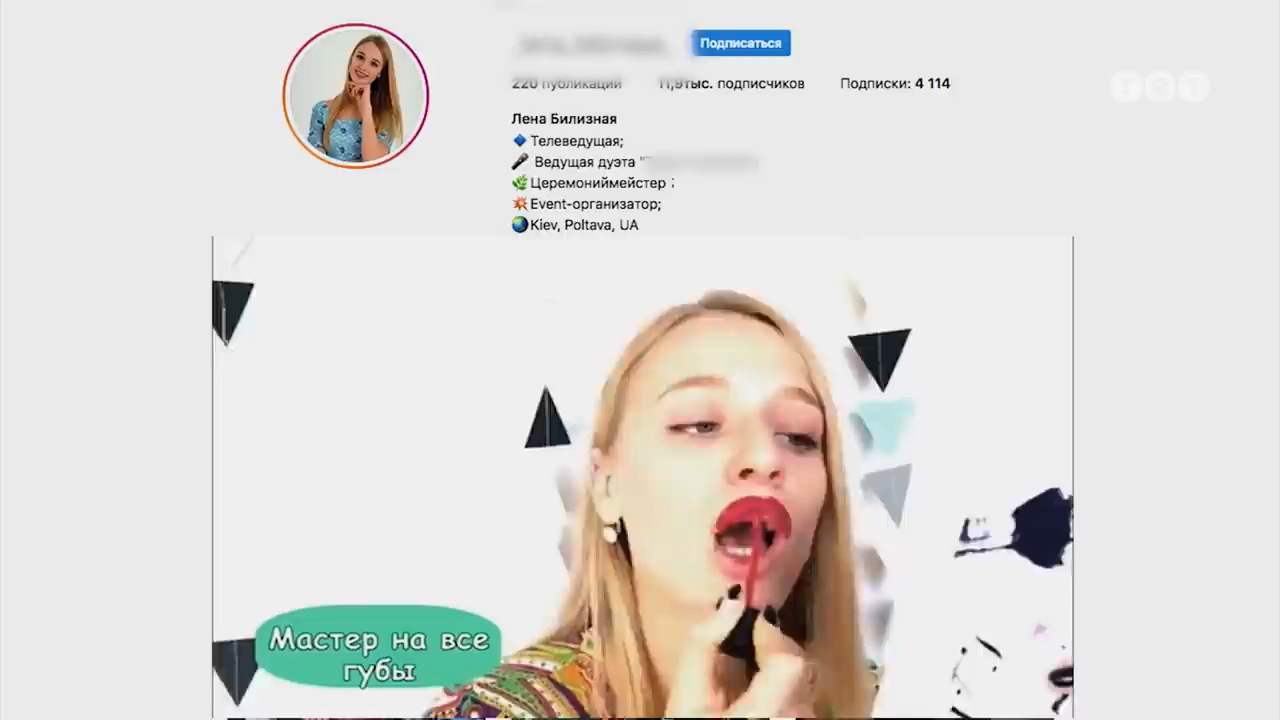 Подписаться
220 публикаций 11,9тыс. подписчиков Подписки: 4 114
Лена Билизная
Телеведущая;
Ведущая дуэта "
Церемониймейстер ;
Event-организатор;
Kiev, Poltava, UA
ТЕТ
Мастер на все
губы